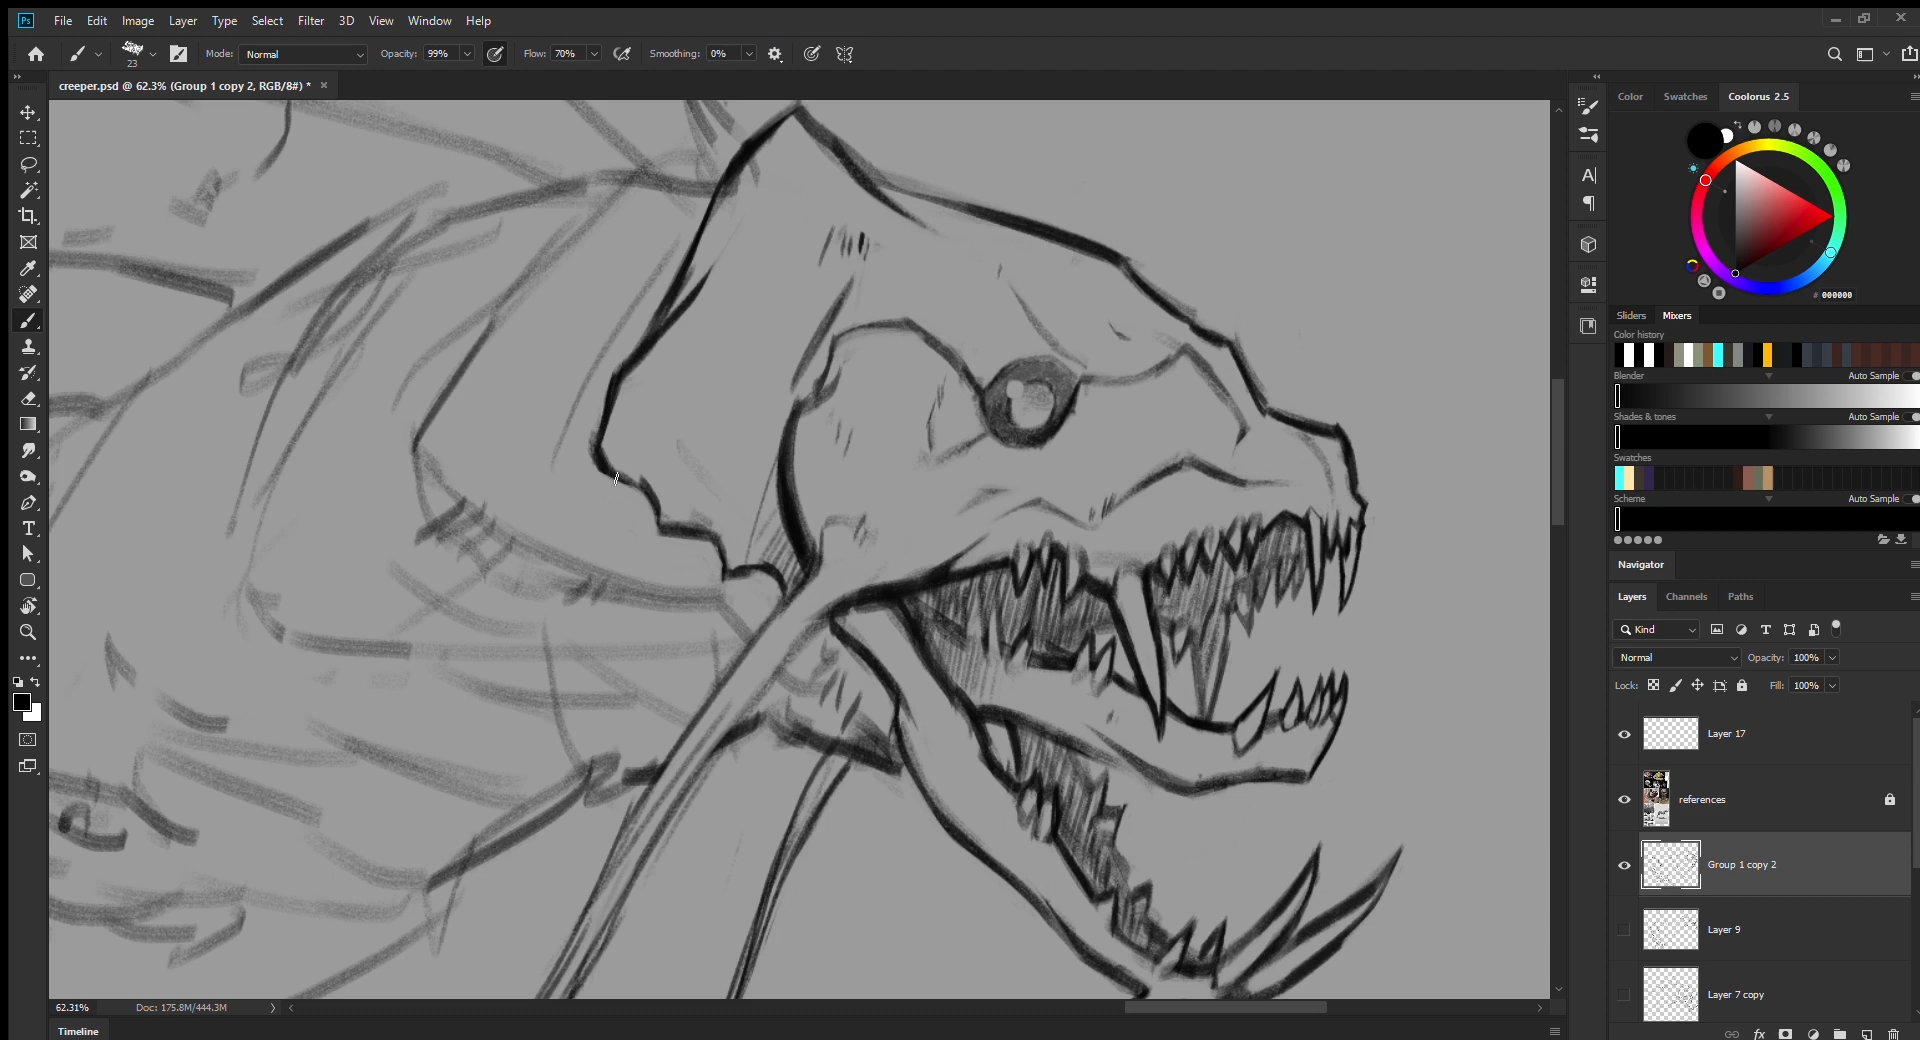 Ps File Edit Image Layer Type Select Filter 3D View Window Help
23 Mode: Normal Opacity: 99% Flow: 70% Smoothing: 0%
creeper.psd @ 62.3% (Group 1 copy 2, RGB/8#) * ×
Color Swatches Coolorus 2.5
# 000000
Sliders Mixers
Color history
Blender Auto Sample
Shades & tones Auto Sample
Swatches
Scheme Auto Sample
Navigator
Layers Channels Paths
Kind
Normal Opacity: 100%
Lock: Fill: 100%
Layer 17
references
Group 1 copy 2
Layer 9
Layer 7 copy
fx
62.31% Doc: 175.8M/444.3M
Timeline